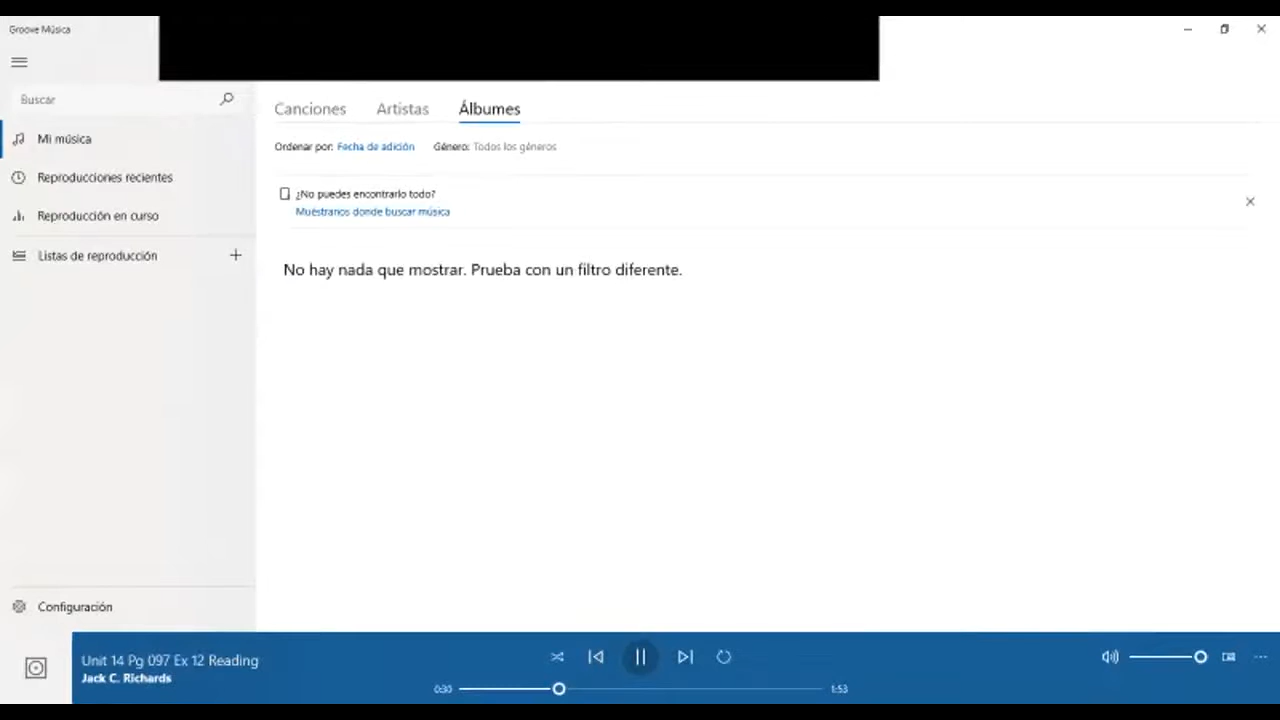 Groove Música
Buscar
Mi música
Reproducciones recientes
Reproducción en curso
Listas de reproducción
Configuración
Canciones Artistas Álbumes
Ordenar por: Fecha de adición Género: Todos los géneros
¿No puedes encontrarlo todo?
Muéstranos donde buscar música
No hay nada que mostrar. Prueba con un filtro diferente.
Unit 14 Pg 097 Ex 12 Reading
Jack C. Richards
0:30 1:53